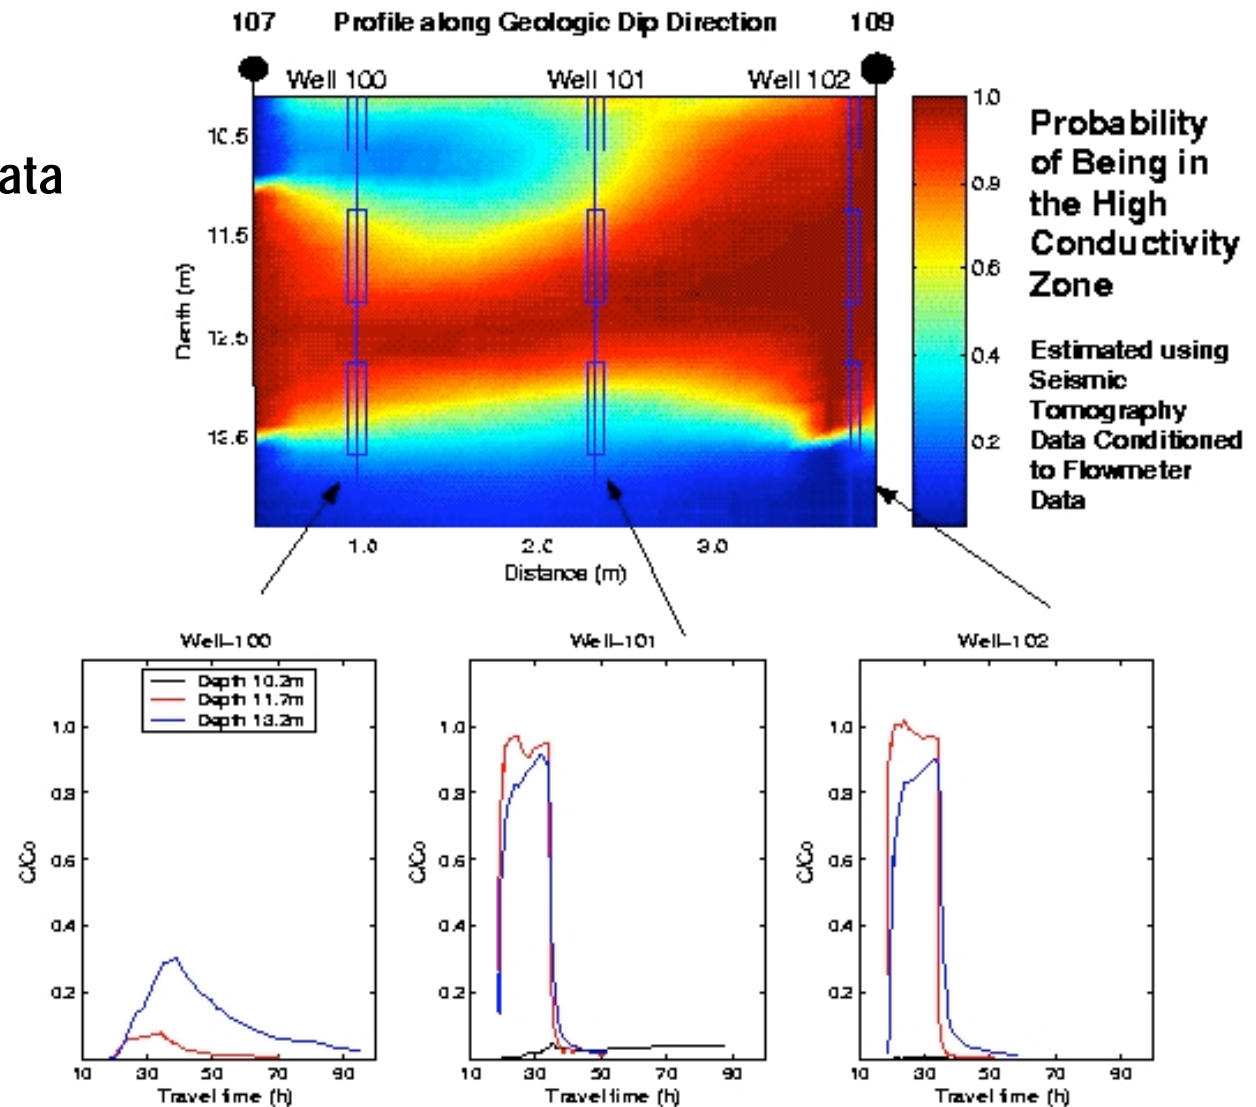 107 Profile along Geologic Dip Direction 109
ata
Well 100 Well 101 Well 102
10.5
11.5
12.5
13.5
Depth (m)
1.0 2.0 3.0
Distance (m)
1.0
0.9
0.6
0.4
0.2
Probability
of Being in
the High
Conductivity
Zone
Estimated using
Seismic
Tomography
Data Conditioned
to Flowmeter
Data
Well-100
Depth 10.2m
Depth 11.7m
Depth 13.2m
1.0
0.8
0.6
0.4
0.2
C/Co
10 30 50 70 90
Travel time (h)
Well-101
1.0
0.8
0.6
0.4
0.2
C/Co
10 30 50 70 90
Travel time (h)
Well-102
1.0
0.8
0.6
0.4
0.2
C/Co
10 30 50 70 90
Travel time (h)